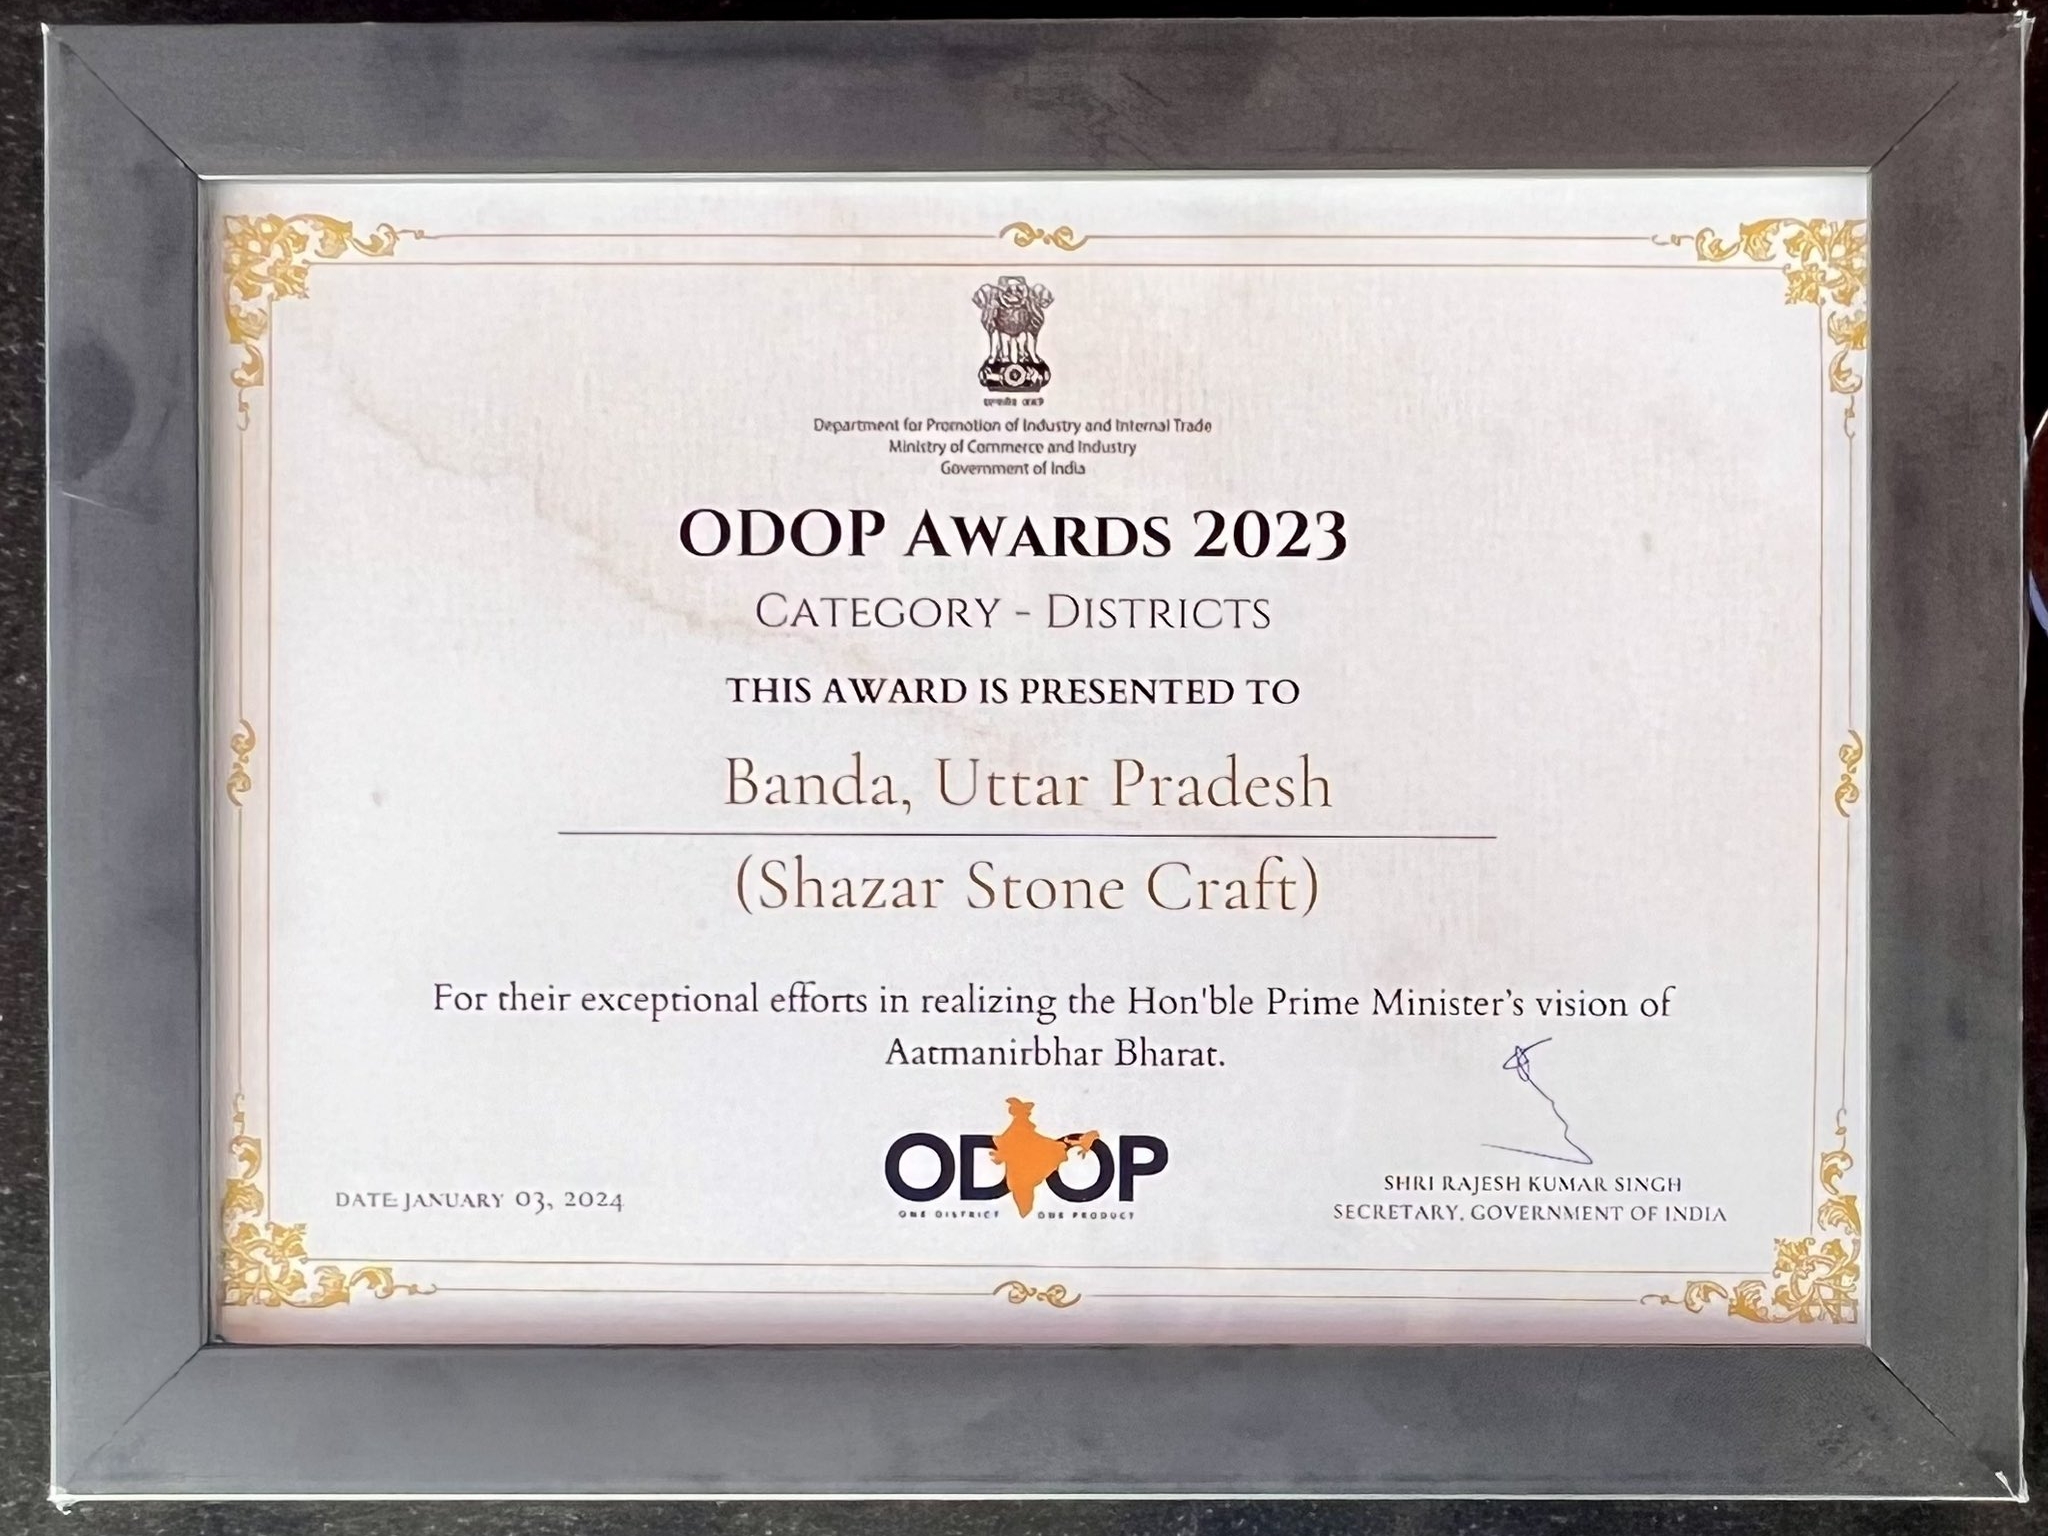 Department for Promotion of Industry and Internal Trade
Ministry of Commerce and Industry
Government of India
ODOP AWARDS 2023
CATEGORY - DISTRICTS
THIS AWARD IS PRESENTED TO
Banda, Uttar Pradesh
(Shazar Stone Craft)
For their exceptional efforts in realizing the Hon'ble Prime Minister's vision of
Aatmanirbhar Bharat.
ODOP
ONE DISTRICT ONE PRODUCT
DATE: JANUARY 03, 2024
SHRI RAJESH KUMAR SINGH
SECRETARY, GOVERNMENT OF INDIA